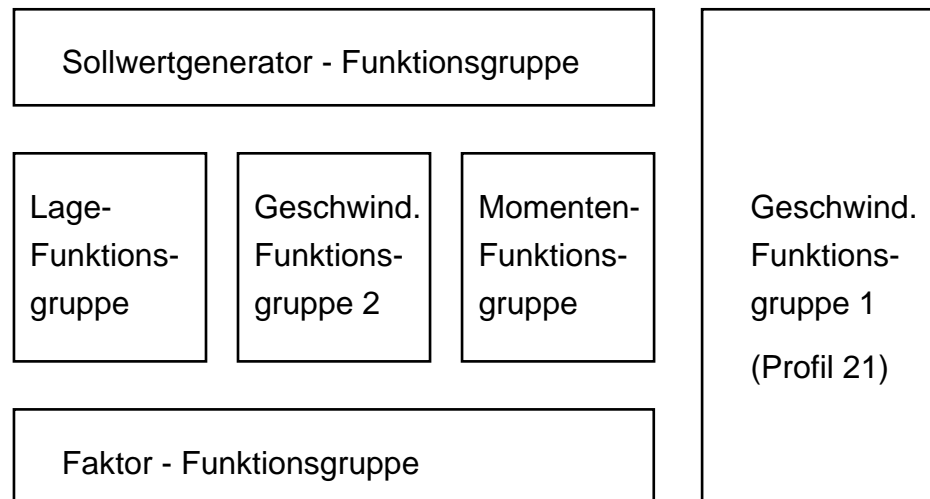 Sollwertgenerator - Funktionsgruppe
Lage-
Funktions-
gruppe
Geschwind.
Funktions-
gruppe 2
Momenten-
Funktions-
gruppe
Geschwind.
Funktions-
gruppe 1
(Profil 21)
Faktor - Funktionsgruppe